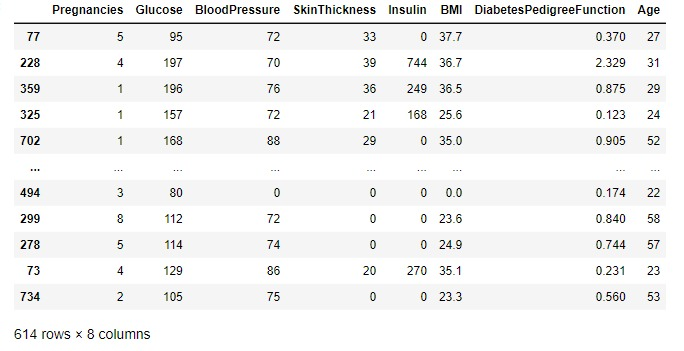 Pregnancies Glucose BloodPressure SkinThickness Insulin BMI DiabetesPedigreeFunction Age
77 5 95 72 33 0 37.7 0.370 27
228 4 197 70 39 744 36.7 2.329 31
359 1 196 76 36 249 36.5 0.875 29
325 1 157 72 21 168 25.6 0.123 24
702 1 168 88 29 0 35.0 0.905 52
... ... ... ... ... ... ... ... ...
494 3 80 0 0 0 0.0 0.174 22
299 8 112 72 0 0 23.6 0.840 58
278 5 114 74 0 0 24.9 0.744 57
73 4 129 86 20 270 35.1 0.231 23
734 2 105 75 0 0 23.3 0.560 53
614 rows × 8 columns